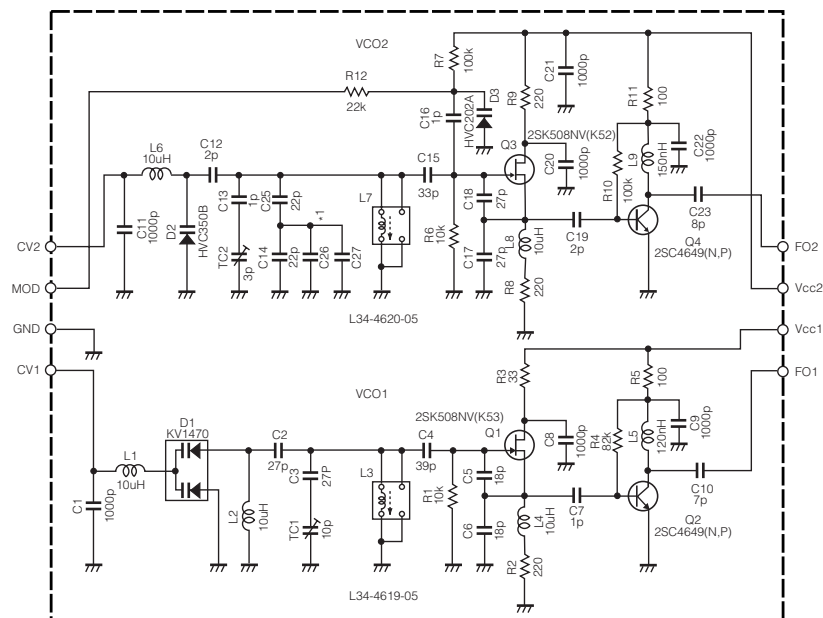 VCO2
R7
100k
R12
22k
C16
1p
D3
HVC202A
R9
220
C21
1000p
R11
100
2SK508NV(K52)
Q3
C20
1000p
L9
150nH
C22
1000p
R10
100k
L6
10uH
C12
2p
C15
33p
C13
1p
C25
22p
*1
L7
C18
27p
C11
1000p
D2
HVC350B
TC2
3p
C14
22p
C26
C27
R6
10k
C17
27p
L8
10uH
C19
2p
C23
8p
Q4
2SC4649(N,P)
R8
220
L34-4620-05
CV2
MOD
GND
CV1
FO2
Vcc2
Vcc1
FO1
VCO1
R3
33
R5
100
2SK508NV(K53)
Q1
C8
1000p
R4
82k
L5
120nH
C9
1000p
D1
KV1470
L1
10uH
C2
27p
C4
39p
C1
1000p
L2
10uH
C3
27P
TC1
10p
L3
R1
10k
C5
18p
C6
18p
L4
10uH
C7
1p
C10
7p
Q2
2SC4649(N,P)
R2
220
L34-4619-05